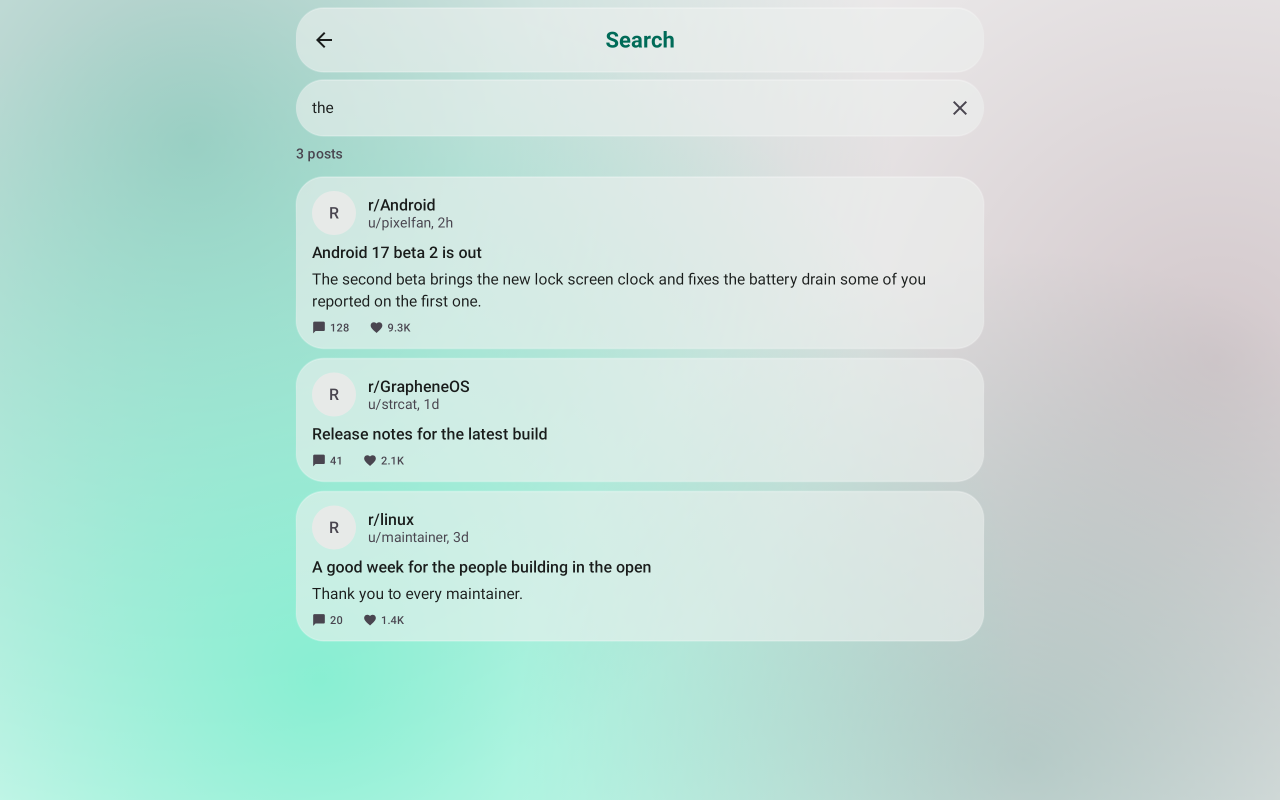 Search
the
3 posts
R
r/Android
u/pixelfan, 2h
Android 17 beta 2 is out
The second beta brings the new lock screen clock and fixes the battery drain some of you
reported on the first one.
128 9.3K
R
r/GrapheneOS
u/strcat, 1d
Release notes for the latest build
41 2.1K
R
r/linux
u/maintainer, 3d
A good week for the people building in the open
Thank you to every maintainer.
20 1.4K